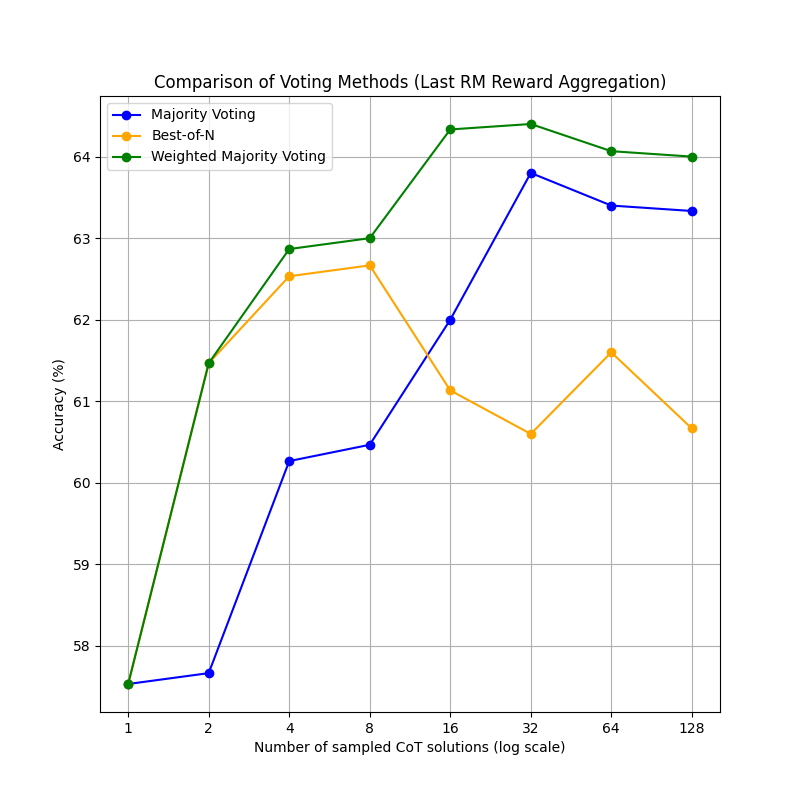 Comparison of Voting Methods (Last RM Reward Aggregation)
Majority Voting
Best-of-N
Weighted Majority Voting
Accuracy (%)
64
63
62
61
60
59
58
1 2 4 8 16 32 64 128
Number of sampled CoT solutions (log scale)